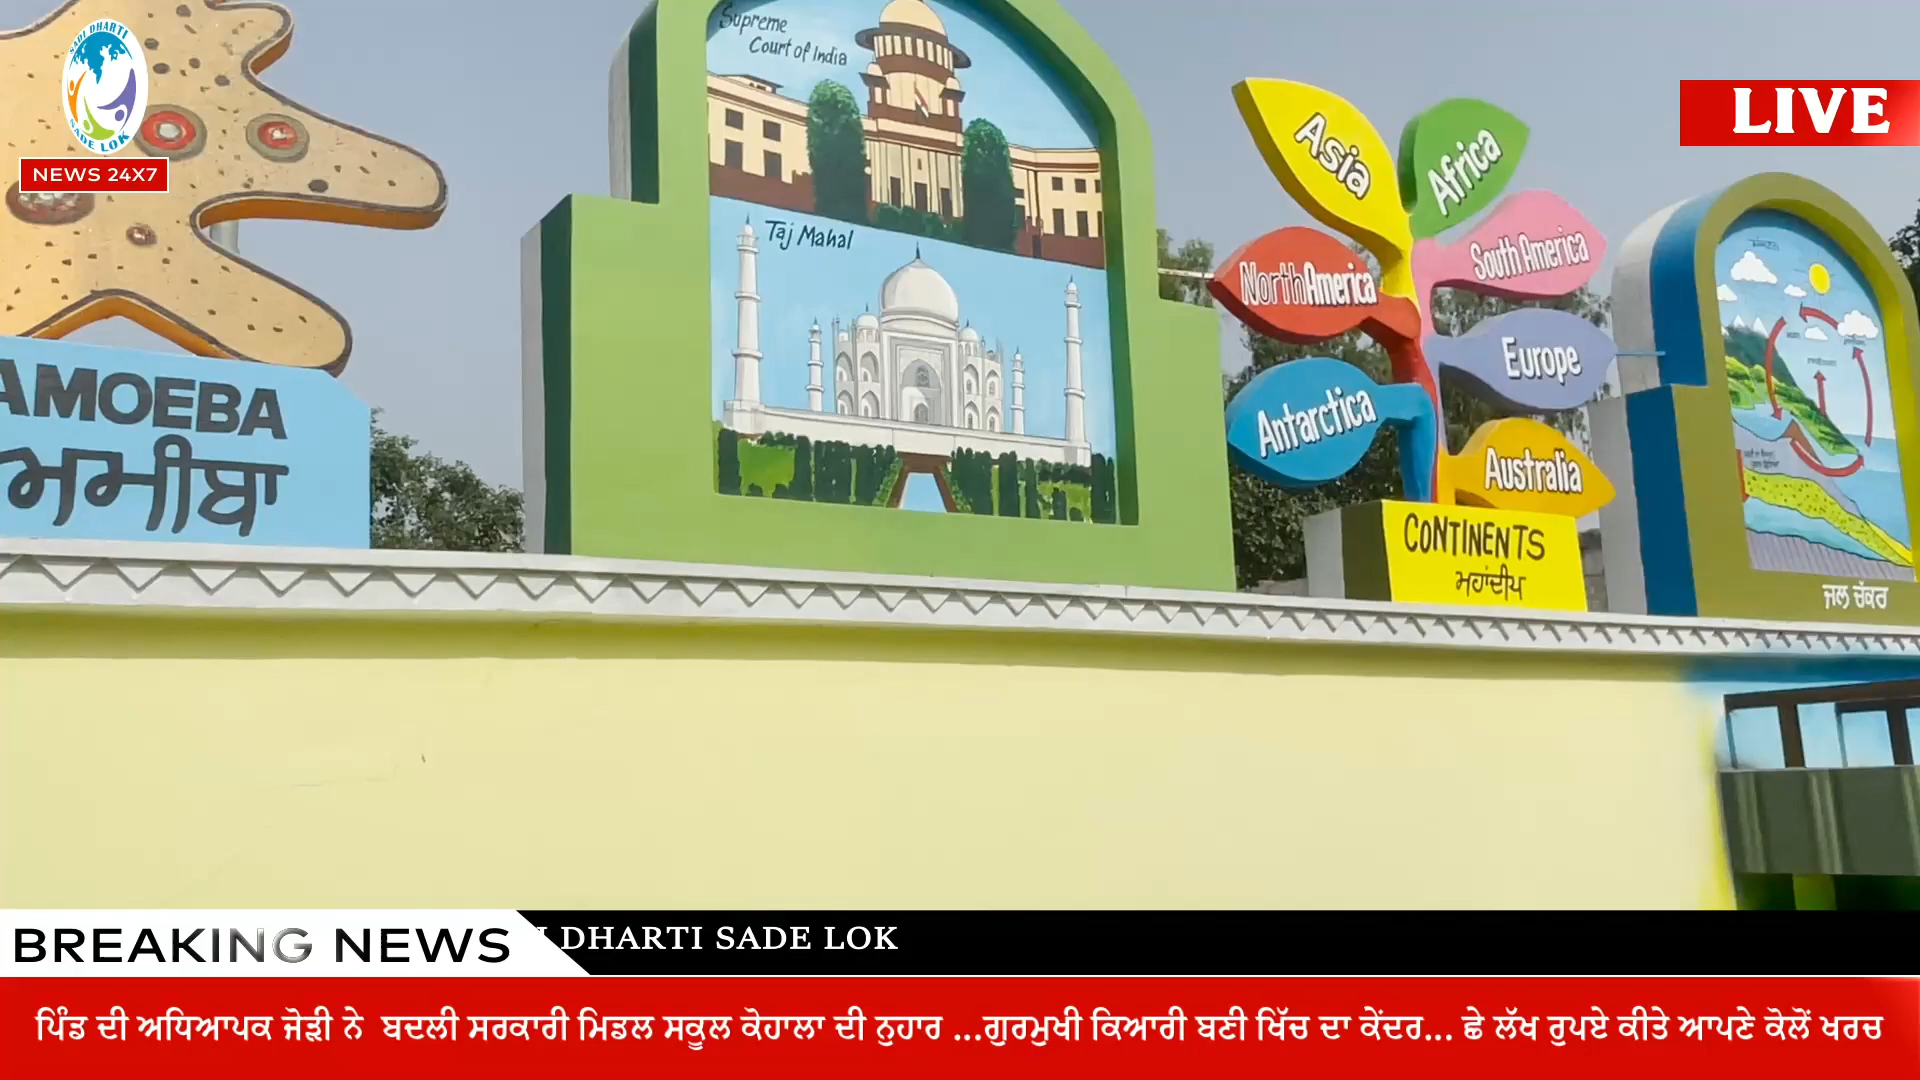 SADI DHARTI
SADE LOK
NEWS 24X7
LIVE
Supreme
Court of India
Taj Mahal
AMOEBA
ਅਮੀਬਾ
Asia
Africa
North America
South America
Europe
Antarctica
Australia
CONTINENTS
ਮਹਾਂਦੀਪ
ਜਲ ਚੱਕਰ
BREAKING NEWS
I DHARTI SADE LOK
ਪਿੰਡ ਦੀ ਅਧਿਆਪਕ ਜੋੜੀ ਨੇ ਬਦਲੀ ਸਰਕਾਰੀ ਮਿਡਲ ਸਕੂਲ ਕੋਹਾਲਾ ਦੀ ਨੁਹਾਰ ...ਗੁਰਮੁਖੀ ਕਿਆਰੀ ਬਣੀ ਖਿੱਚ ਦਾ ਕੇਂਦਰ... ਛੇ ਲੱਖ ਰੁਪਏ ਕੀਤੇ ਆਪਣੇ ਕੋਲੋਂ ਖਰਚ